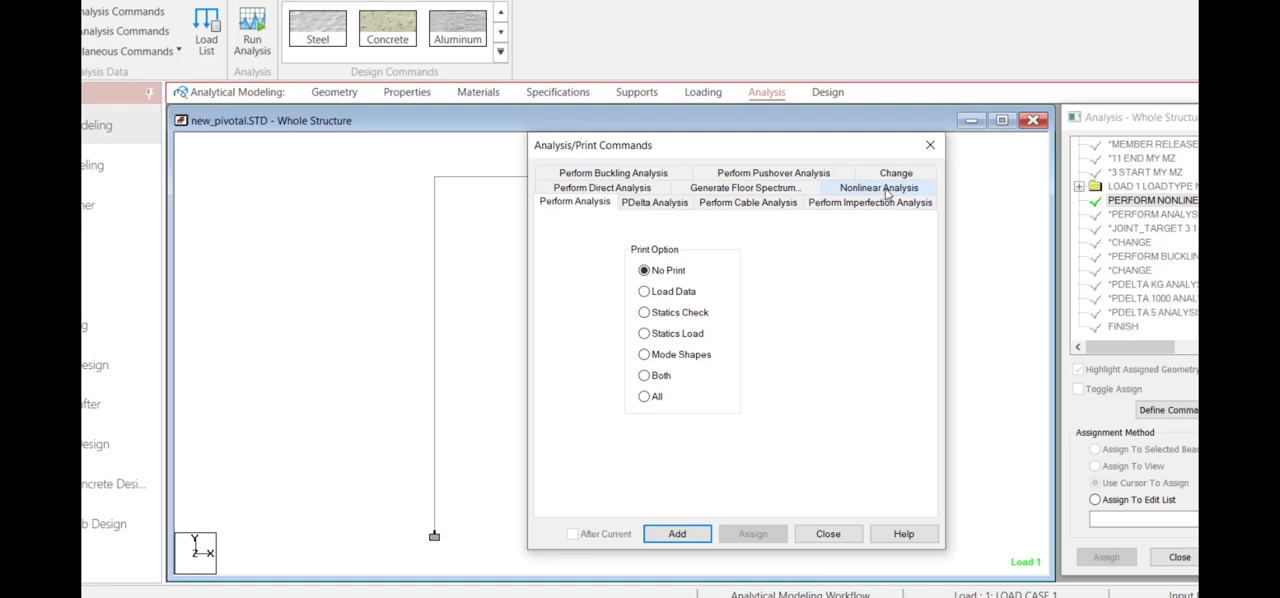 nalysis Commands
Analysis Commands
llaneous Commands
alysis Data
Load
List
Run
Analysis
Analysis
Steel
Concrete
Aluminum
Design Commands
Analytical Modeling:
Geometry
Properties
Materials
Specifications
Supports
Loading
Analysis
Design
deling
eling
her
g
esign
after
esign
ncrete Desi...
b Design
new_pivotal.STD - Whole Structure
Y
Z
X
Load 1
Analysis/Print Commands
Perform Buckling Analysis
Perform Pushover Analysis
Change
Perform Direct Analysis
Generate Floor Spectrum...
Nonlinear Analysis
Perform Analysis
PDelta Analysis
Perform Cable Analysis
Perform Imperfection Analysis
Print Option
No Print
Load Data
Statics Check
Statics Load
Mode Shapes
Both
All
After Current
Add
Assign
Close
Help
Analysis - Whole Structu
*MEMBER RELEASE
*11 END MY MZ
*3 START MY MZ
LOAD 1 LOADTYPE N
PERFORM NONLINE
*PERFORM ANALYS
*JOINT_TARGET 3 1
*CHANGE
*PERFORM BUCKLIN
*CHANGE
*PDELTA KG ANALY
*PDELTA 1000 ANAL
*PDELTA 5 ANALYSI
FINISH
Highlight Assigned Geometry
Toggle Assign
Define Comma
Assignment Method
Assign To Selected Bea
Assign To View
Use Cursor To Assign
Assign To Edit List
Assign
Close
Analytical Modeling Workflow
Load : 1: LOAD CASE 1
Input